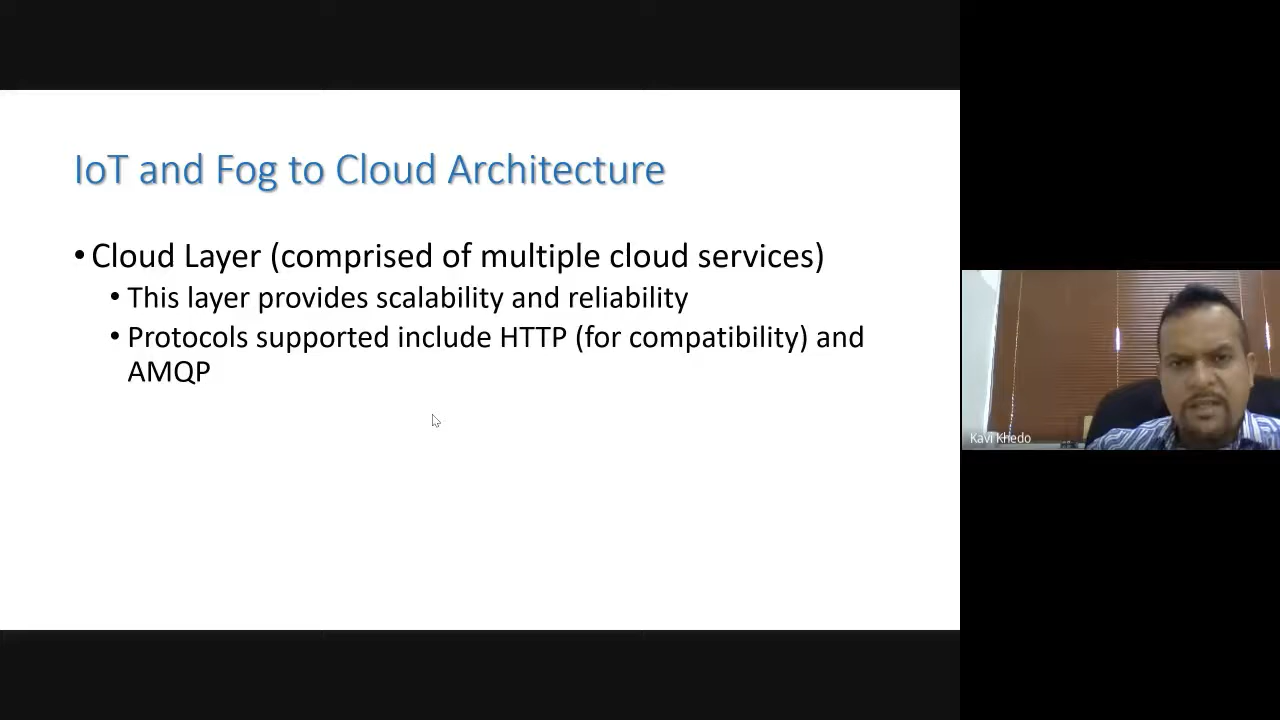 IoT and Fog to Cloud Architecture
• Cloud Layer (comprised of multiple cloud services)
• This layer provides scalability and reliability
• Protocols supported include HTTP (for compatibility) and
AMQP
Kavi Khedo